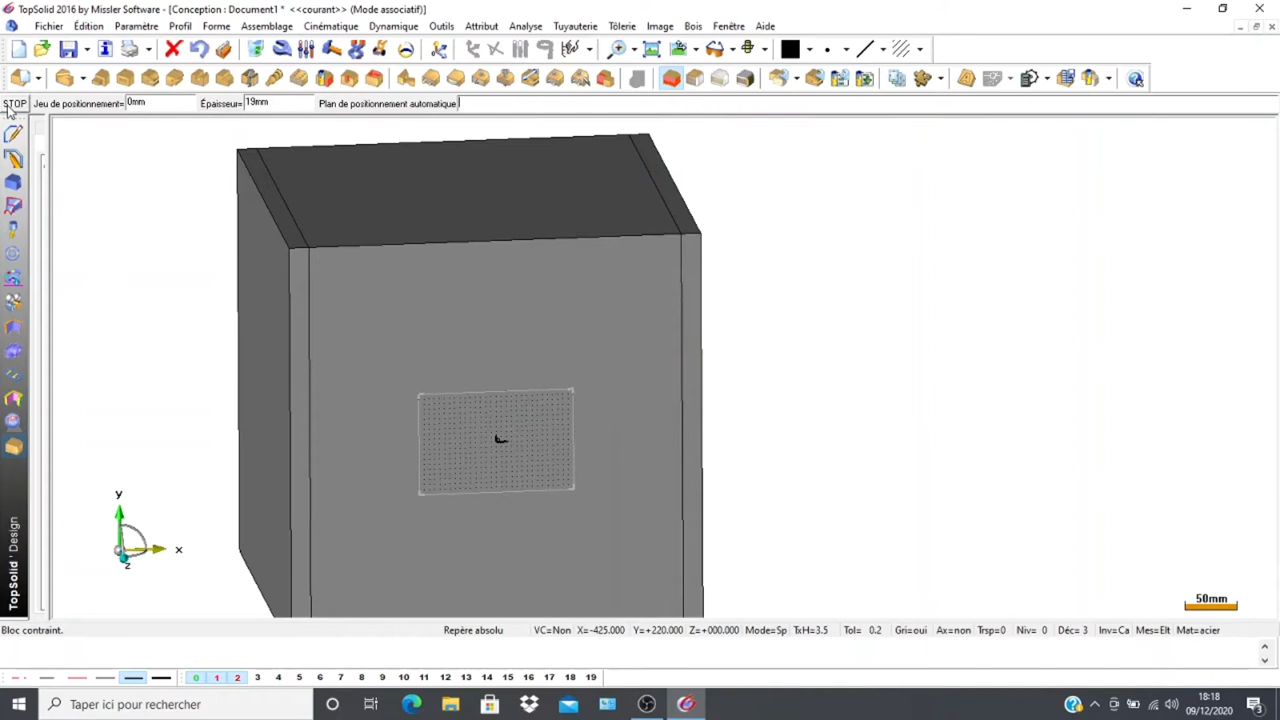 TopSolid 2016 by Missler Software - [Conception : Document1 *  <<courant>> (Mode associatif)]
Fichier Édition Paramètre Profil Forme Assemblage Cinématique Dynamique Outils Attribut Analyse Tuyauterie Tôlerie Image Bois Fenêtre Aide
STOP Jeu de positionnement= 0mm Épaisseur= 19mm Plan de positionnement automatique
y
x
z
TopSolid ' Design
50mm
Bloc contraint. Repère absolu VC=Non X=-425.000 Y=+220.000 Z=+000.000 Mode=Sp TxH=3.5 Tol= 0.2 Gri=oui Ax=non Trsp=0 Niv= 0 Déc= 3 Inv=Ca Mes=Elt Mat=acier
0 1 2 3 4 5 6 7 8 9 10 11 12 13 14 15 16 17 18 19
Taper ici pour rechercher
18:18
09/12/2020
3